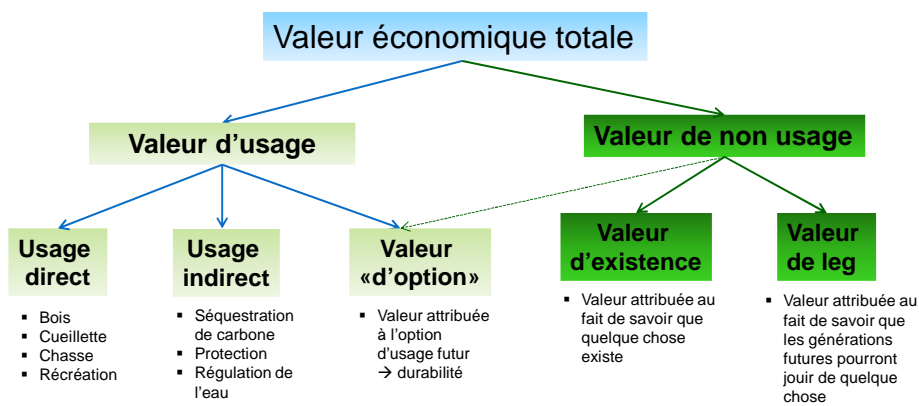 Valeur économique totale
Valeur d’usage
Valeur de non usage
Usage
direct
▪ Bois
▪ Cueillette
▪ Chasse
▪ Récréation
Usage
indirect
▪ Séquestration
de carbone
▪ Protection
▪ Régulation de
l’eau
Valeur
«d’option»
▪ Valeur attribuée
à l’option
d’usage futur
→ durabilité
Valeur
d’existence
▪ Valeur attribuée au
fait de savoir que
quelque chose
existe
Valeur
de leg
▪ Valeur attribuée au
fait de savoir que
les générations
futures pourront
jouir de quelque
chose